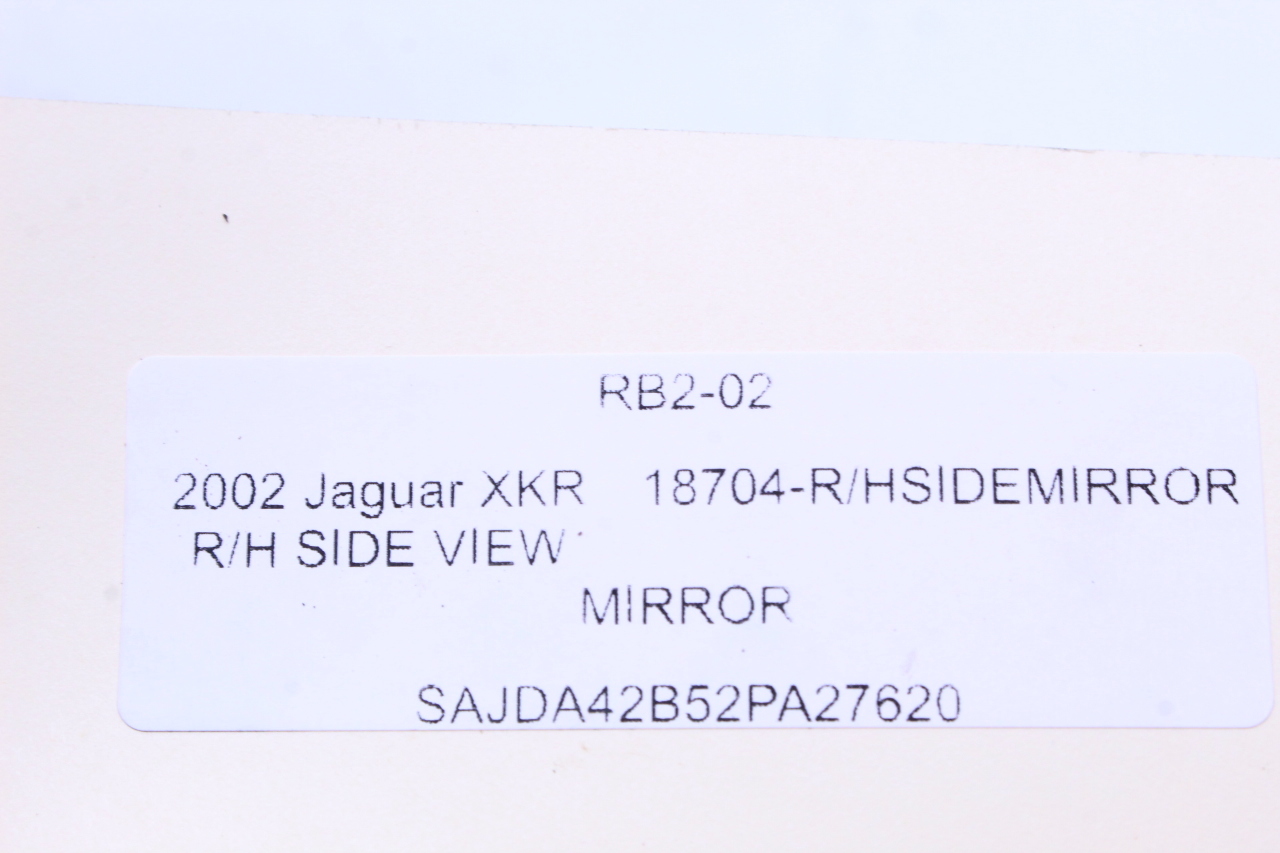 RB2-02
2002 Jaguar XKR 18704-R/HSIDEMIRROR
R/H SIDE VIEW
MIRROR
SAJDA42B52PA27620